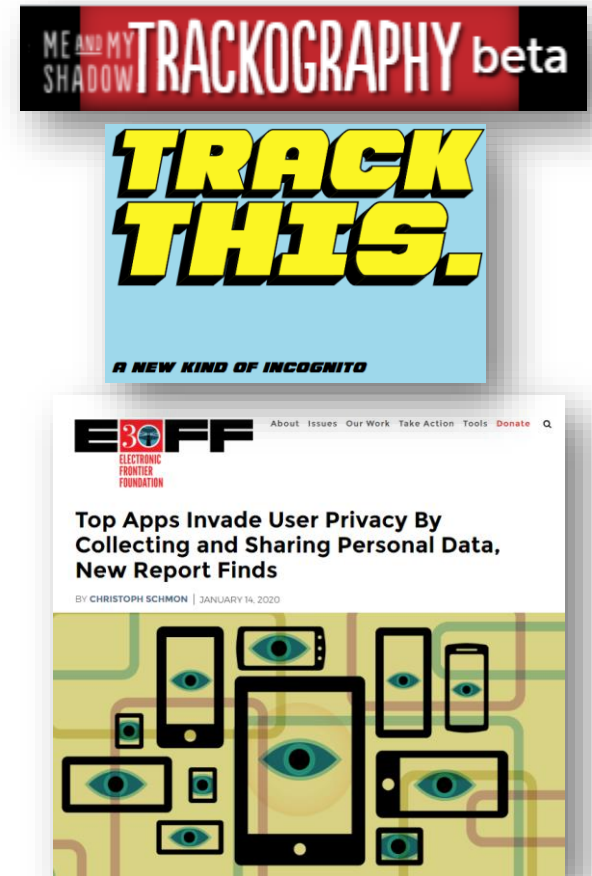 ME AND MY SHADOW TRACKOGRAPHY beta
TRACK
THIS.
A NEW KIND OF INCOGNITO
EFF 30
ELECTRONIC
FRONTIER
FOUNDATION
About Issues Our Work Take Action Tools Donate
Top Apps Invade User Privacy By
Collecting and Sharing Personal Data,
New Report Finds
BY CHRISTOPH SCHMON | JANUARY 14, 2020